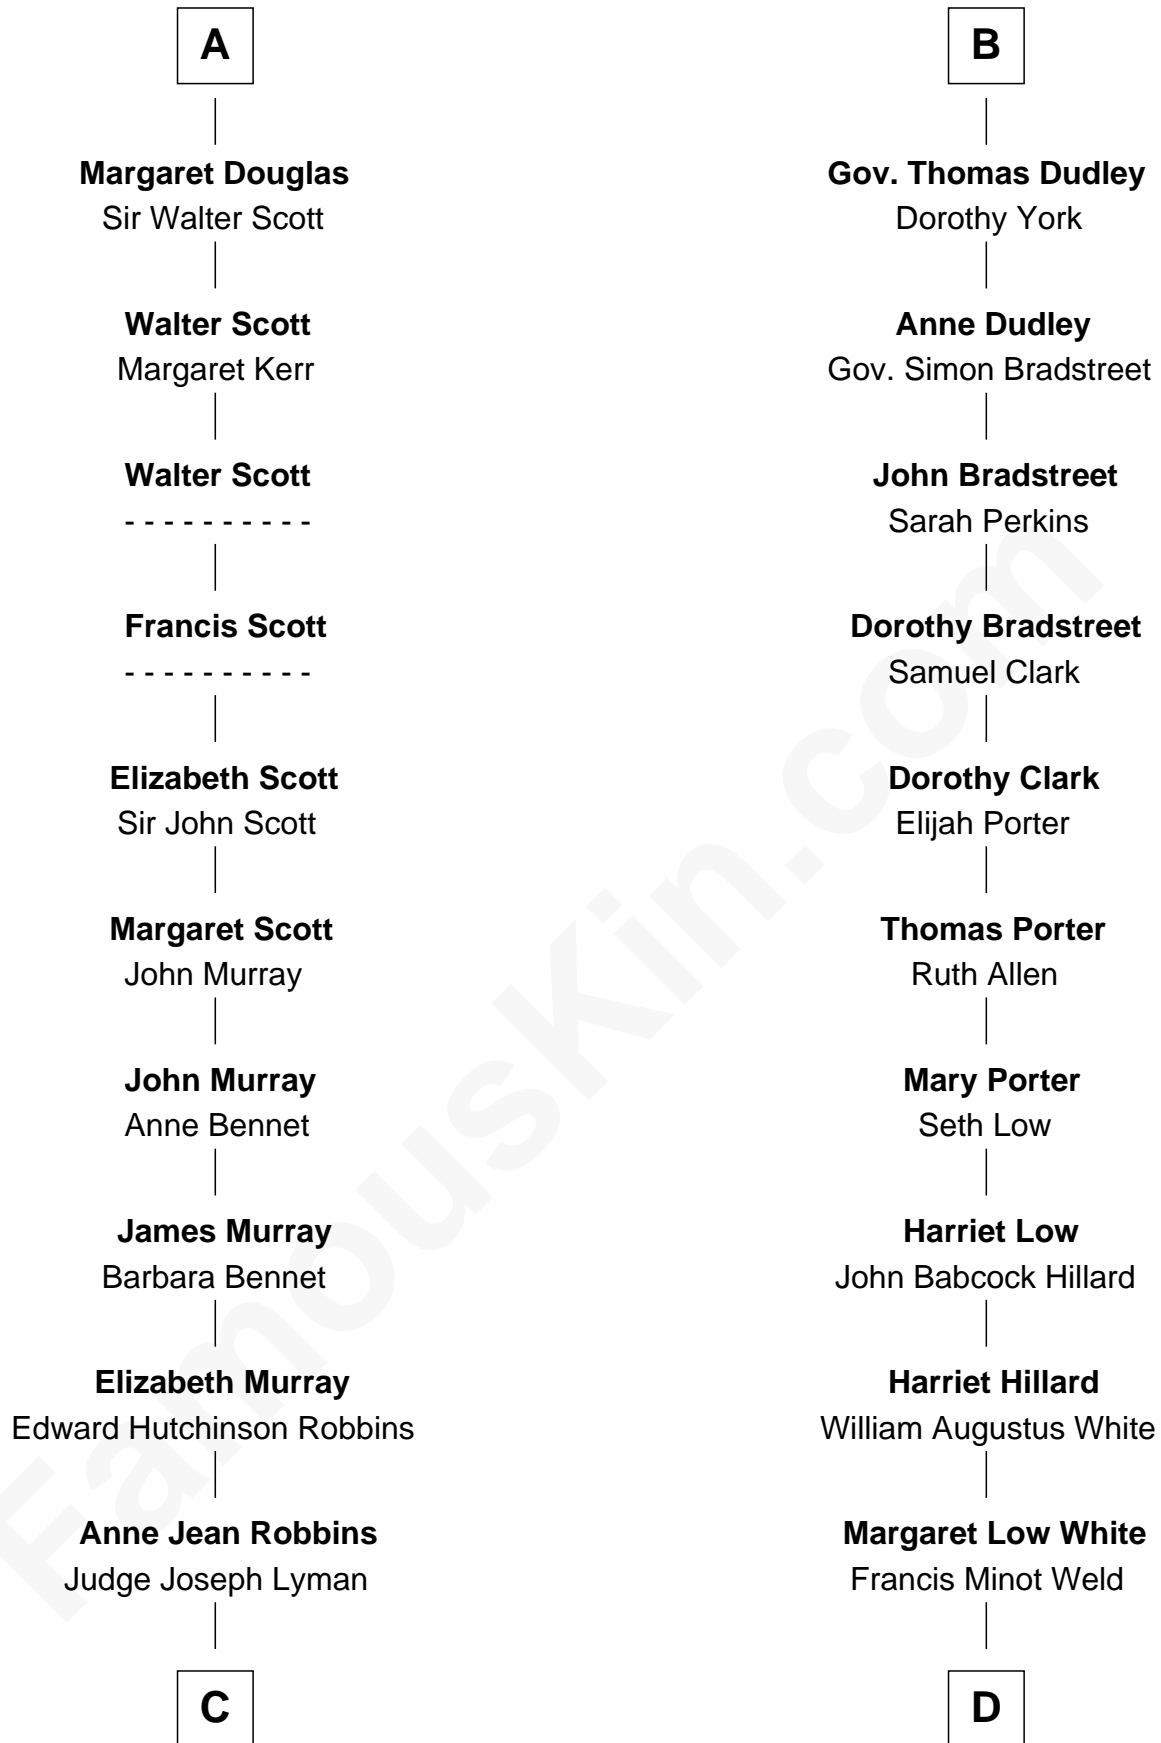 A
Margaret Douglas
Sir Walter Scott
Walter Scott
Margaret Kerr
Walter Scott
- - - - - - - - - -
Francis Scott
- - - - - - - - - -
Elizabeth Scott
Sir John Scott
Margaret Scott
John Murray
John Murray
Anne Bennet
James Murray
Barbara Bennet
Elizabeth Murray
Edward Hutchinson Robbins
Anne Jean Robbins
Judge Joseph Lyman
C
B
Gov. Thomas Dudley
Dorothy York
Anne Dudley
Gov. Simon Bradstreet
John Bradstreet
Sarah Perkins
Dorothy Bradstreet
Samuel Clark
Dorothy Clark
Elijah Porter
Thomas Porter
Ruth Allen
Mary Porter
Seth Low
Harriet Low
John Babcock Hillard
Harriet Hillard
William Augustus White
Margaret Low White
Francis Minot Weld
D
FamousKin.com